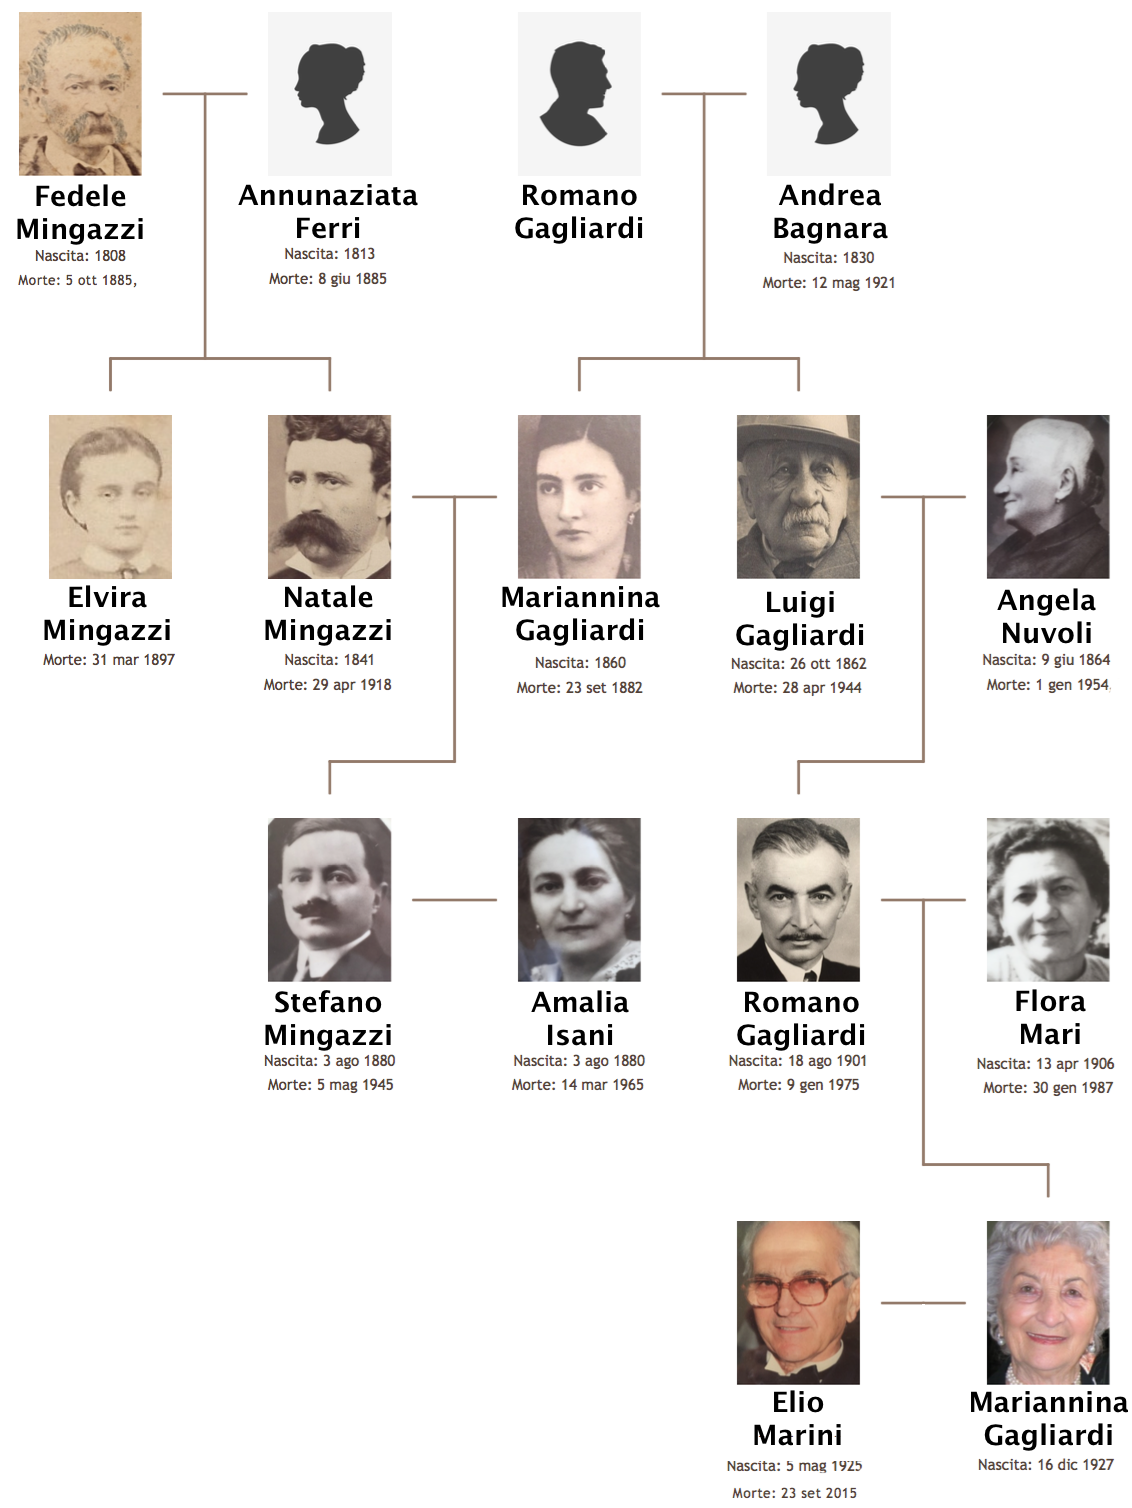 Fedele
Mingazzi
Nascita: 1808
Morte: 5 ott 1885,
Annunaziata
Ferri
Nascita: 1813
Morte: 8 giu 1885
Romano
Gagliardi
Andrea
Bagnara
Nascita: 1830
Morte: 12 mag 1921
Elvira
Mingazzi
Morte: 31 mar 1897
Natale
Mingazzi
Nascita: 1841
Morte: 29 apr 1918
Mariannina
Gagliardi
Nascita: 1860
Morte: 23 set 1882
Luigi
Gagliardi
Nascita: 26 ott 1862
Morte: 28 apr 1944
Angela
Nuvoli
Nascita: 9 giu 1864
Morte: 1 gen 1954,
Stefano
Mingazzi
Nascita: 3 ago 1880
Morte: 5 mag 1945
Amalia
Isani
Nascita: 3 ago 1880
Morte: 14 mar 1965
Romano
Gagliardi
Nascita: 18 ago 1901
Morte: 9 gen 1975
Flora
Mari
Nascita: 13 apr 1906
Morte: 30 gen 1987
Elio
Marini
Nascita: 5 mag 1925
Morte: 23 set 2015
Mariannina
Gagliardi
Nascita: 16 dic 1927